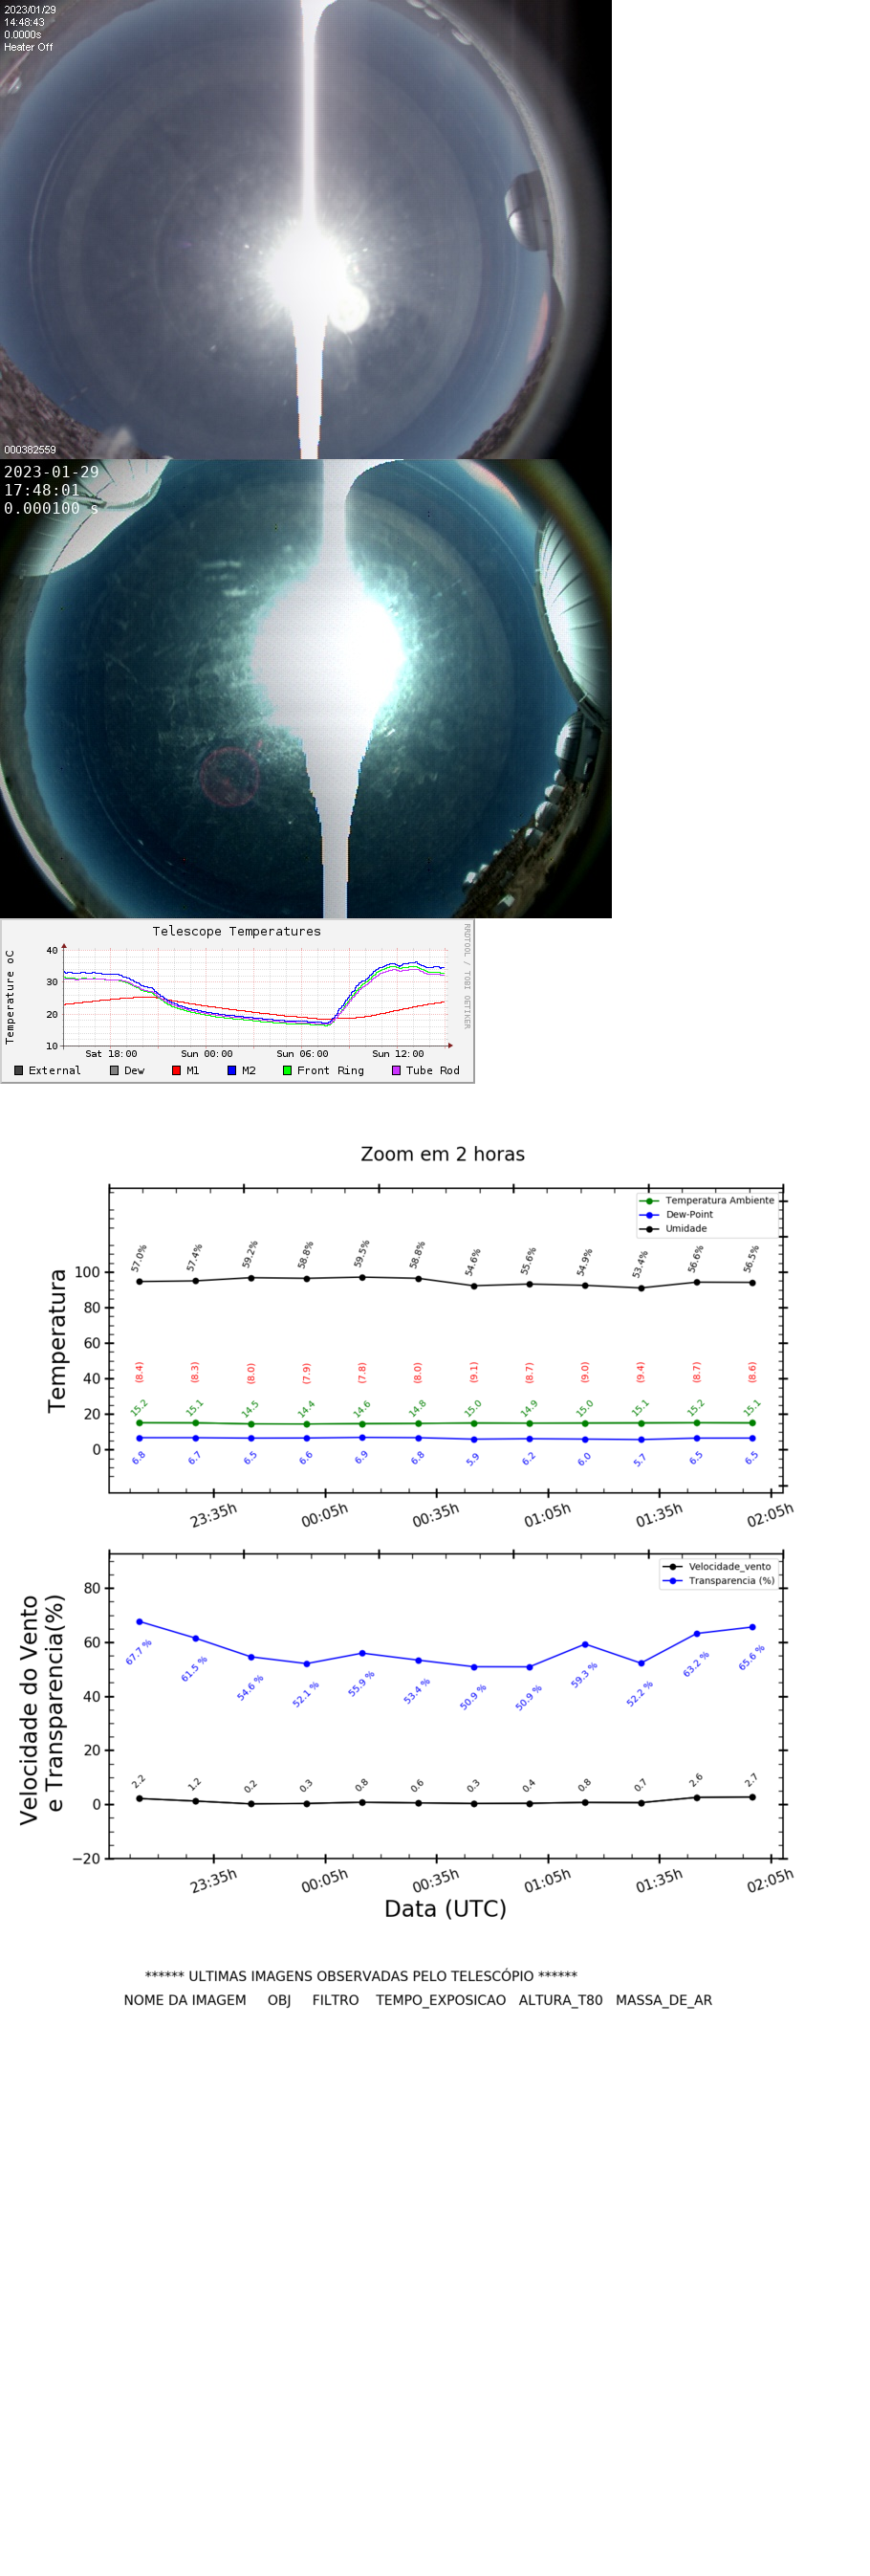 2023/01/29
14:48:43
0.0000s
Heater Off
000382559
2023-01-29
17:48:01
0.000100 s
Telescope Temperatures
RRDTOOL / TOBI OETIKER
Temperature oC
40
30
20
10
Sat 18:00 Sun 00:00 Sun 06:00 Sun 12:00
External Dew M1 M2 Front Ring Tube Rod
Zoom em 2 horas
Temperatura Ambiente
Dew-Point
Umidade
Temperatura
100
80
60
40
20
0
57.0% 57.4% 59.2% 58.8% 59.5% 58.8% 54.6% 55.6% 54.9% 53.4% 56.6% 56.5%
(8.4) (8.3) (8.0) (7.9) (7.8) (8.0) (9.1) (8.7) (9.0) (9.4) (8.7) (8.6)
15.2 15.1 14.5 14.4 14.6 14.8 15.0 14.9 15.0 15.1 15.2 15.1
6.8 6.7 6.5 6.6 6.9 6.8 5.9 6.2 6.0 5.7 6.5 6.5
23:35h 00:05h 00:35h 01:05h 01:35h 02:05h
Velocidade_vento
Transparencia (%)
Velocidade do Vento
e Transparencia(%)
80
60
40
20
0
−20
67.7 % 61.5 % 54.6 % 52.1 % 55.9 % 53.4 % 50.9 % 50.9 % 59.3 % 52.2 % 63.2 % 65.6 %
2.2 1.2 0.2 0.3 0.8 0.6 0.3 0.4 0.8 0.7 2.6 2.7
23:35h 00:05h 00:35h 01:05h 01:35h 02:05h
Data (UTC)
****** ULTIMAS IMAGENS OBSERVADAS PELO TELESCÓPIO ******
NOME DA IMAGEM OBJ FILTRO TEMPO_EXPOSICAO ALTURA_T80 MASSA_DE_AR